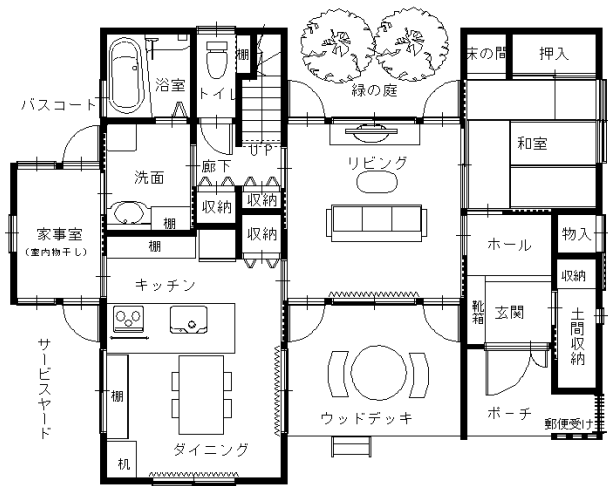 床の間
押入
棚
浴室
トイレ
緑の庭
バスコート
和室
UP
リビング
廊下
洗面
収納
収納
棚
家事室
(室内物干し)
棚
収納
ホール
物入
キッチン
収納
靴箱
玄関
土間収納
サービスヤード
棚
ウッドデッキ
ポーチ
郵便受け
ダイニング
机